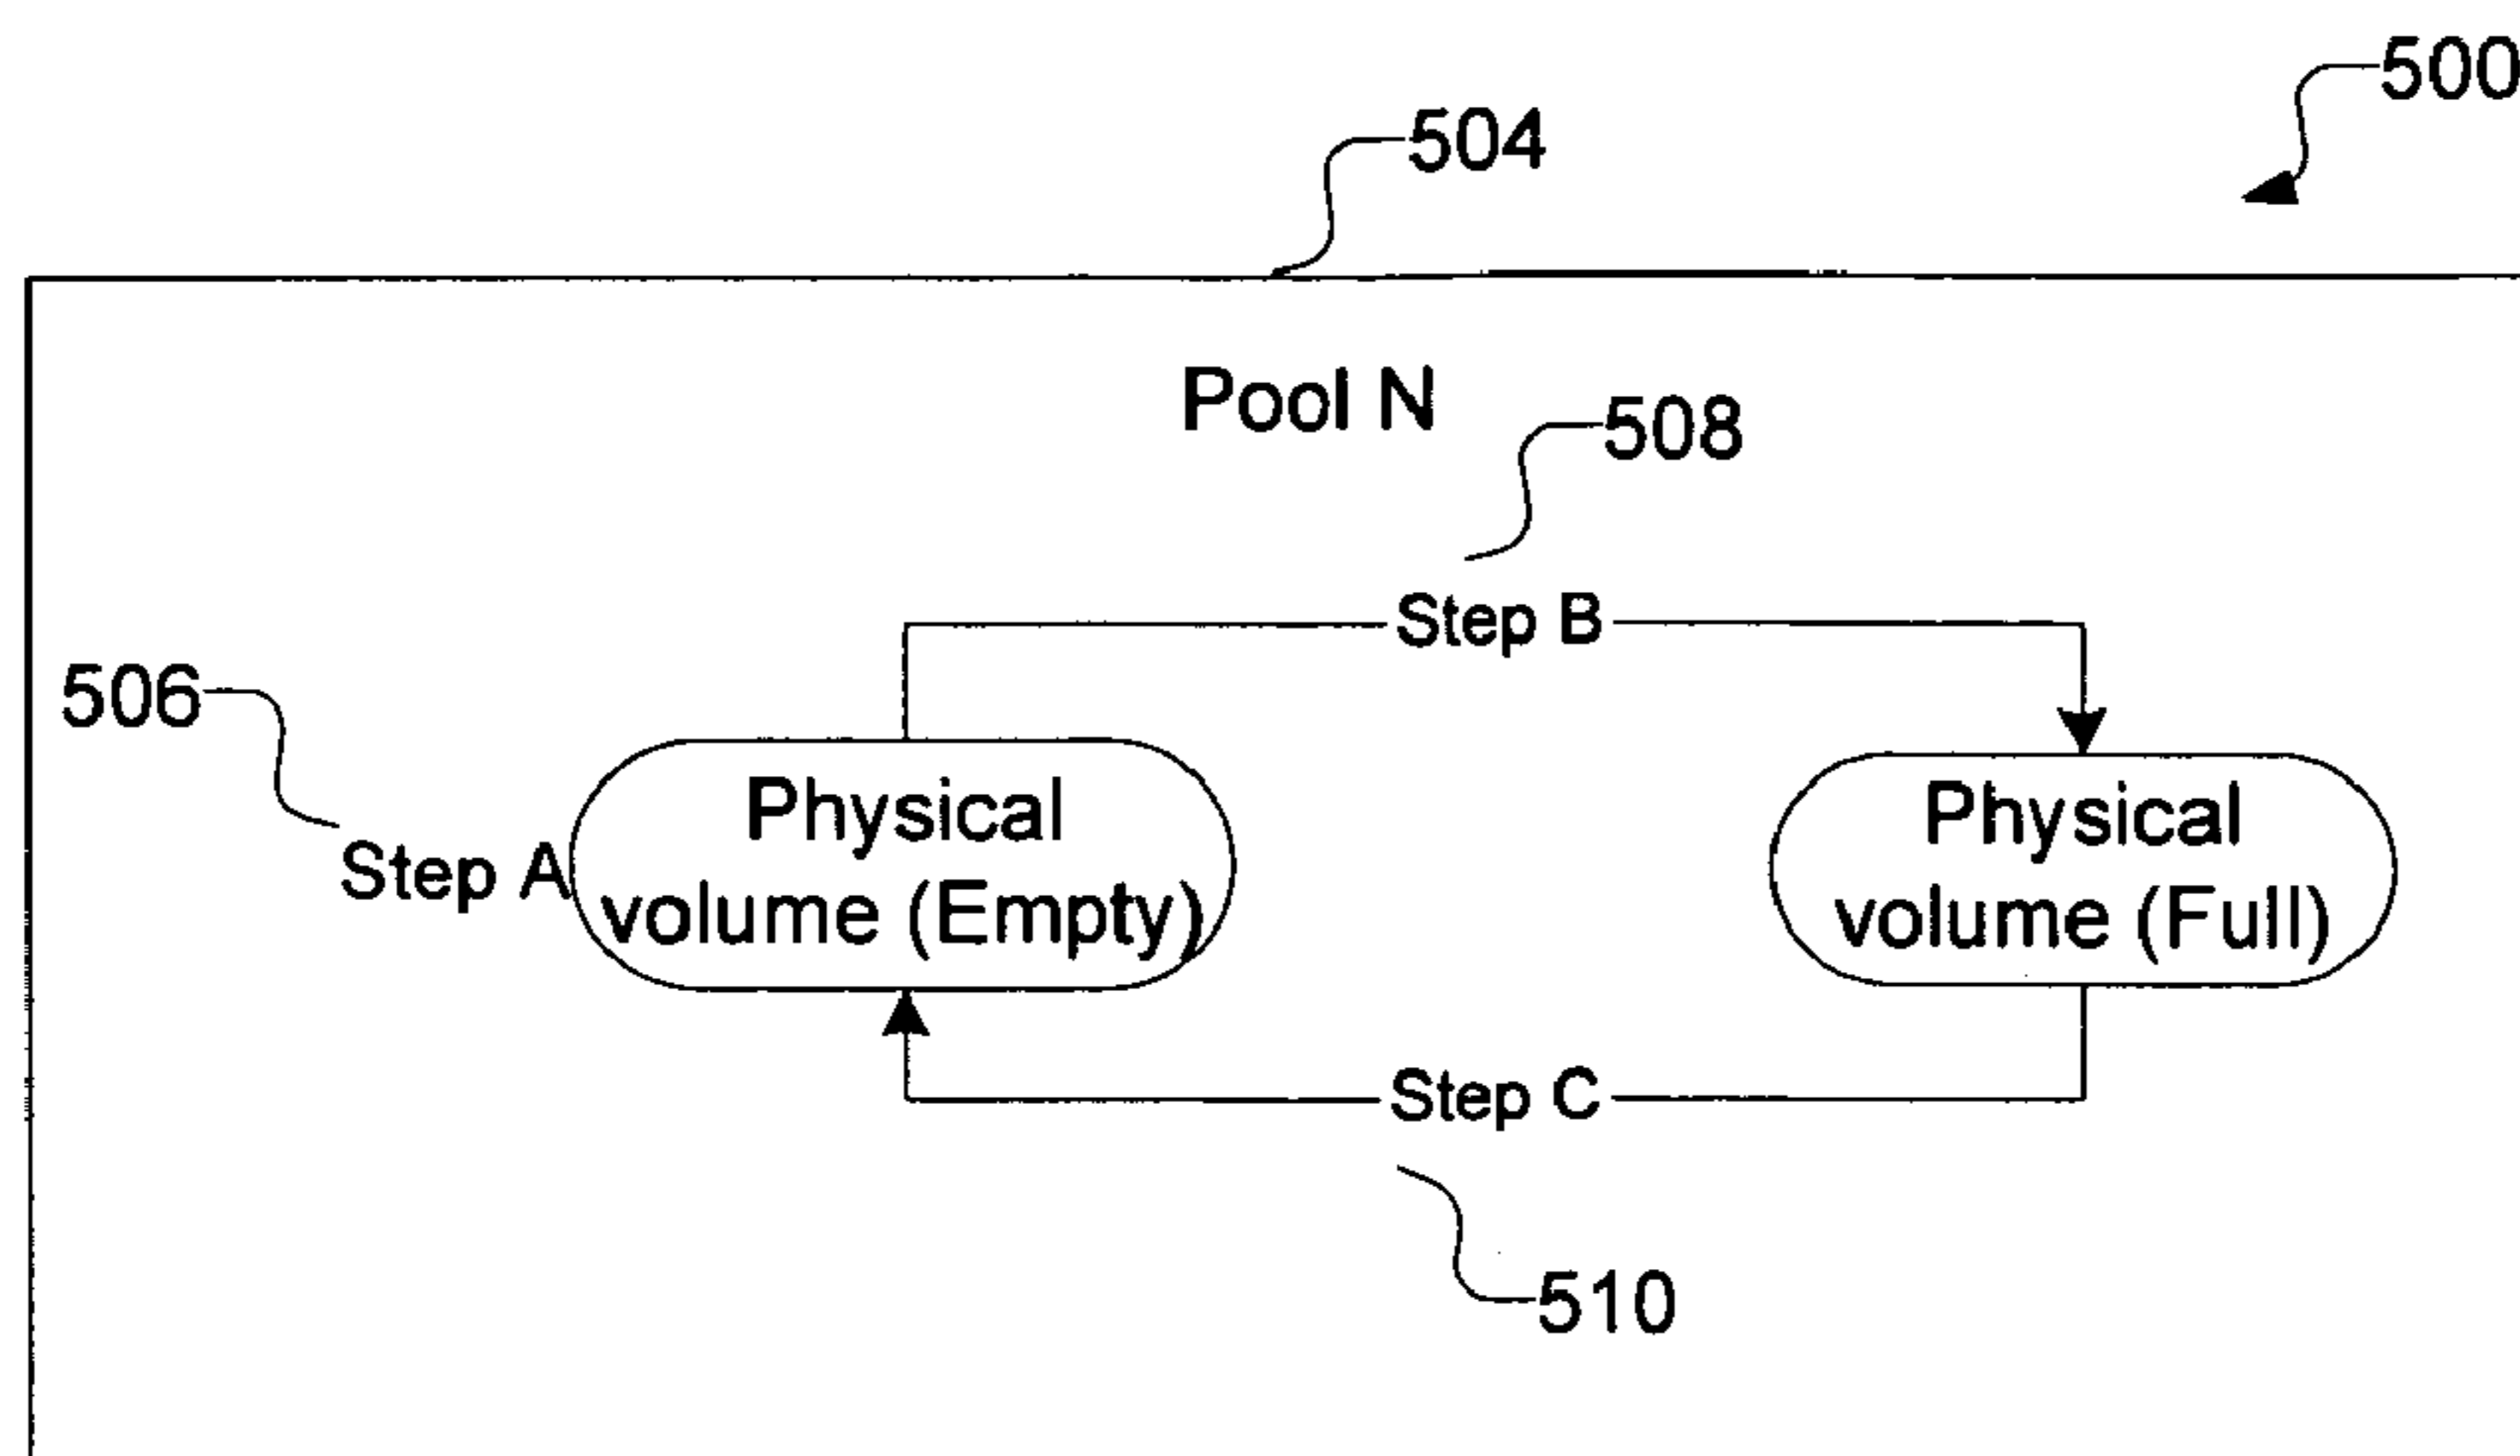 500
504
Pool N
508
Step B
506
Physical
volume (Empty)
Step A
Physical
volume (Full)
Step C
510